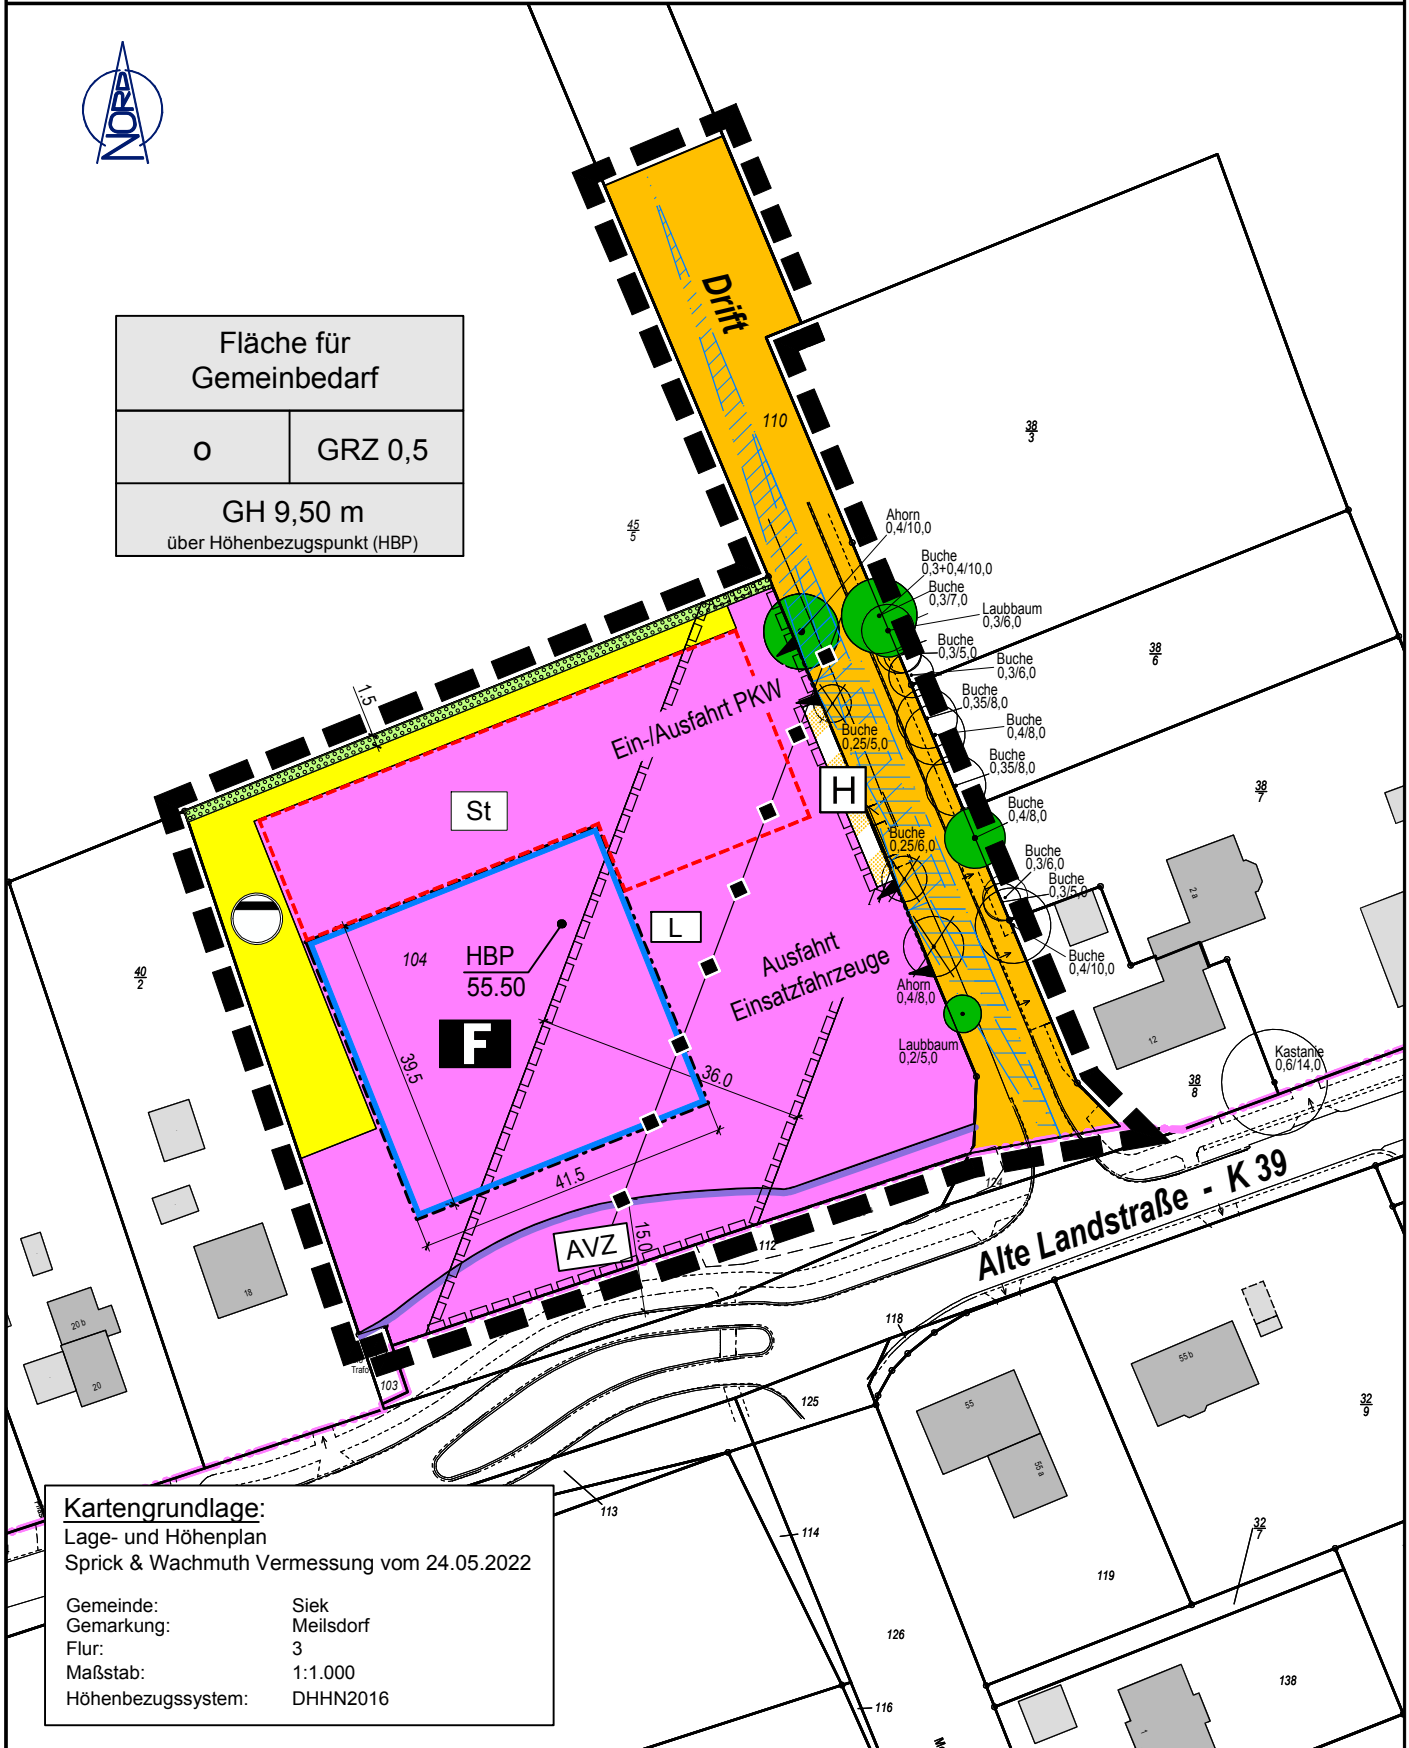 NORD
Fläche für
Gemeinbedarf
o
GRZ 0,5
GH 9,50 m
über Höhenbezugspunkt (HBP)
Drift
110
38
3
45
5
Ahorn
0,4/10,0
Buche
0,3+0,4/10,0
Buche
0,3/7,0
Laubbaum
0,3/6,0
Buche
0,3/5,0
Buche
0,3/6,0
Buche
0,35/8,0
Buche
0,4/8,0
Buche
0,35/8,0
Buche
0,4/8,0
Buche
0,3/6,0
Buche
0,3/5,0
Buche
0,4/10,0
38
6
38
7
1.5
Ein-/Ausfahrt PKW
Buche
0,25/5,0
H
St
Buche
0,25/6,0
L
Ausfahrt
Einsatzfahrzeuge
104
HBP
55.50
F
40
2
39.5
36.0
41.5
15.0
AVZ
Ahorn
0,4/8,0
Laubbaum
0,2/5,0
2 a
12
38
8
Kastanie
0,6/14,0
124
112
Alte Landstraße - K 39
18
20 b
20
Trafo
103
118
125
55
55 a
55 b
32
9
113
114
119
32
7
126
116
138
1
Kartengrundlage:
Lage- und Höhenplan
Sprick & Wachmuth Vermessung vom 24.05.2022
Gemeinde: Siek
Gemarkung: Meilsdorf
Flur: 3
Maßstab: 1:1.000
Höhenbezugssystem: DHHN2016